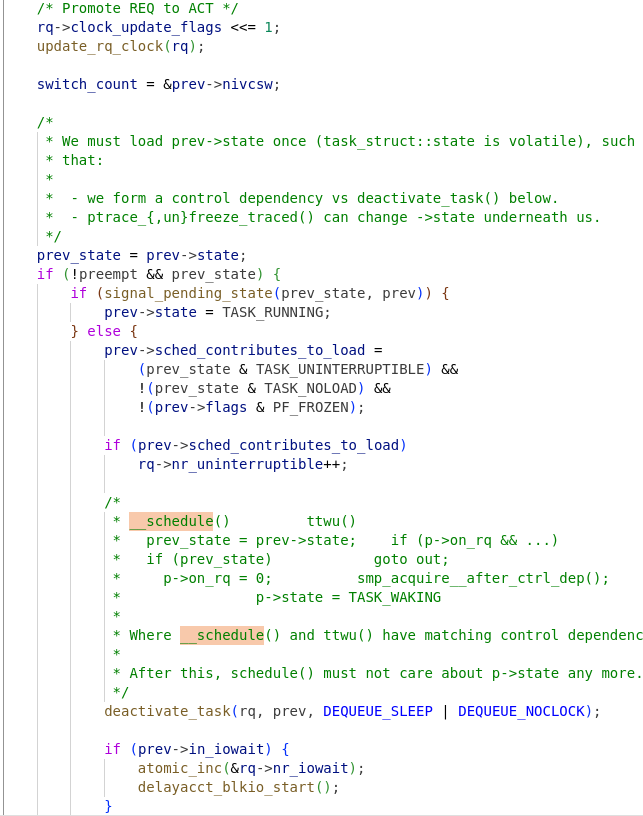 /* Promote REQ to ACT */
rq->clock_update_flags <<= 1;
update_rq_clock(rq);
switch_count = &prev->nivcsw;
/*
* We must load prev->state once (task_struct::state is volatile), such
* that:
*
* - we form a control dependency vs deactivate_task() below.
* - ptrace_{,un}freeze_traced() can change ->state underneath us.
*/
prev_state = prev->state;
if (!preempt && prev_state) {
if (signal_pending_state(prev_state, prev)) {
prev->state = TASK_RUNNING;
} else {
prev->sched_contributes_to_load =
(prev_state & TASK_UNINTERRUPTIBLE) &&
!(prev_state & TASK_NOLOAD) &&
!(prev->flags & PF_FROZEN);
if (prev->sched_contributes_to_load)
rq->nr_uninterruptible++;
/*
* __schedule() ttwu()
* prev_state = prev->state; if (p->on_rq && ...)
* if (prev_state) goto out;
* p->on_rq = 0; smp_acquire__after_ctrl_dep();
* p->state = TASK_WAKING
*
* Where __schedule() and ttwu() have matching control dependenc
*
* After this, schedule() must not care about p->state any more.
*/
deactivate_task(rq, prev, DEQUEUE_SLEEP | DEQUEUE_NOCLOCK);
if (prev->in_iowait) {
atomic_inc(&rq->nr_iowait);
delayacct_blkio_start();
}